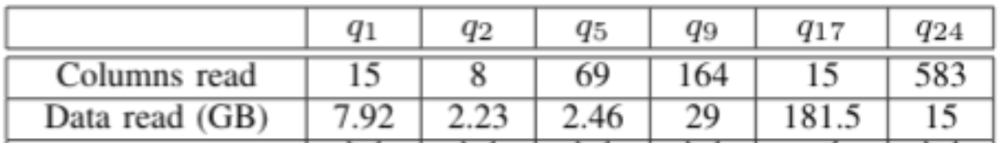 q1 q2 q5 q9 q17 q24
Columns read 15 8 69 164 15 583
Data read (GB) 7.92 2.23 2.46 29 181.5 15